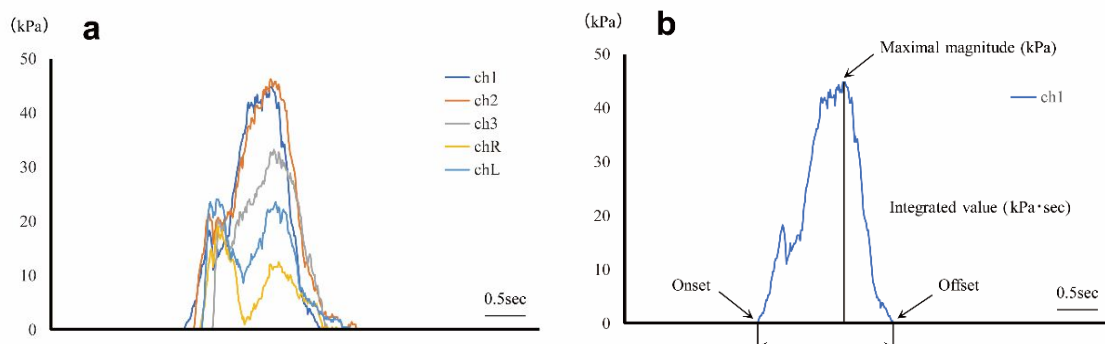 (kPa)
a
50
40
30
20
10
0
ch1
ch2
ch3
chR
chL
0.5sec
(kPa)
b
50
40
30
20
10
0
Maximal magnitude (kPa)
ch1
Integrated value (kPa・sec)
Onset
Offset
0.5sec